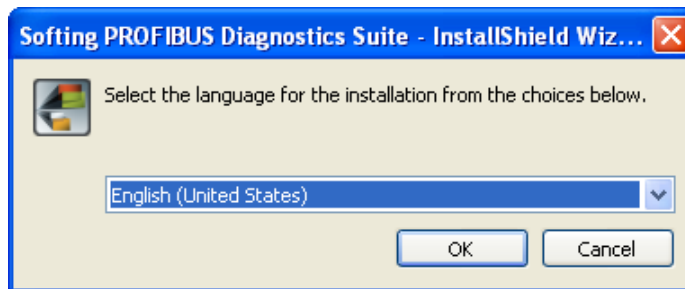 Softing PROFIBUS Diagnostics Suite - InstallShield Wiz...
Select the language for the installation from the choices below.
English (United States)
OK
Cancel